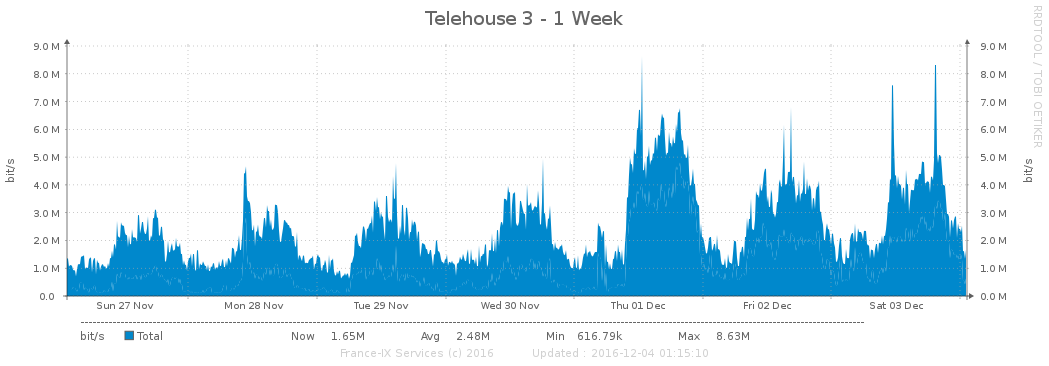 Telehouse 3 - 1 Week
RRDTOOL / TOBI OETIKER
9.0 M 9.0 M
8.0 M 8.0 M
7.0 M 7.0 M
6.0 M 6.0 M
5.0 M 5.0 M
4.0 M 4.0 M
3.0 M 3.0 M
2.0 M 2.0 M
1.0 M 1.0 M
0.0 0.0 M
bit/s
bit/s
Sun 27 Nov Mon 28 Nov Tue 29 Nov Wed 30 Nov Thu 01 Dec Fri 02 Dec Sat 03 Dec
bit/s Total Now 1.65M Avg 2.48M Min 616.79k Max 8.63M
France-IX Services (c) 2016 Updated : 2016-12-04 01:15:10